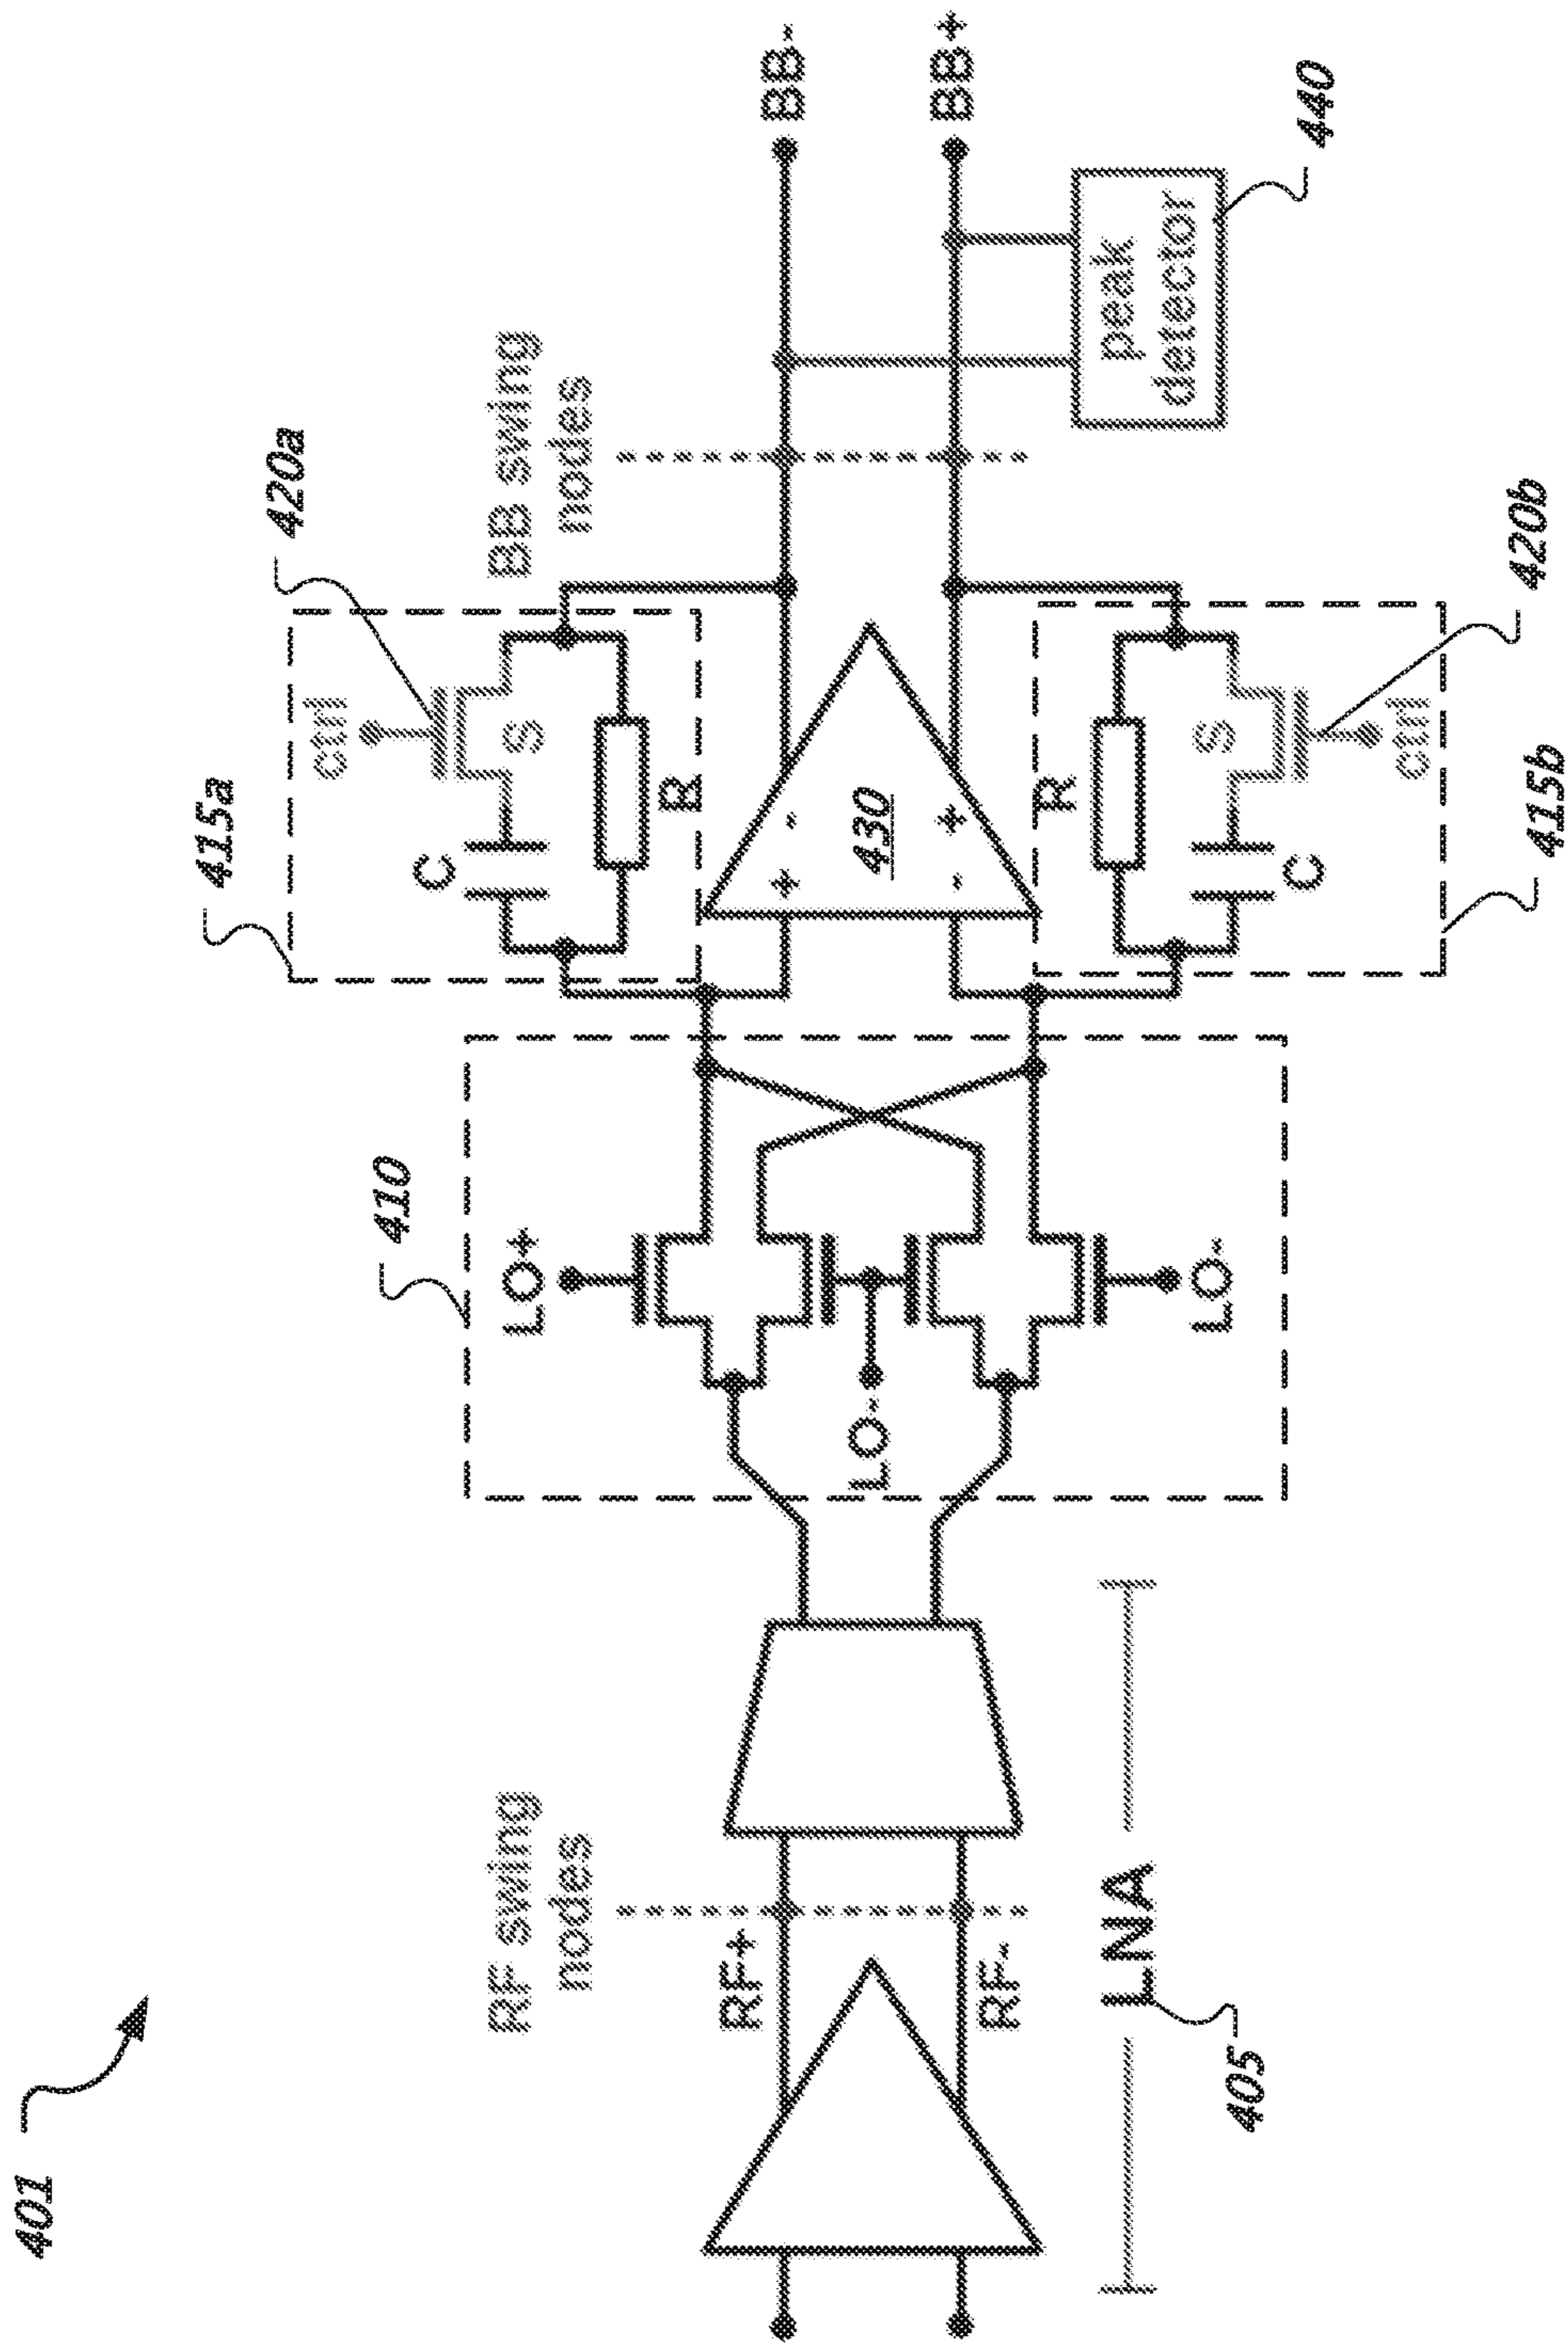 401
RF swing
nodes
RF+
RF-
LNA
405
410
LO+
LO-
LO-
415a
420a
ctrl
S
C
R
+ -
430
- +
R
C
S
ctrl
420b
415b
BB swing
nodes
BB-
BB+
peak
detector
440